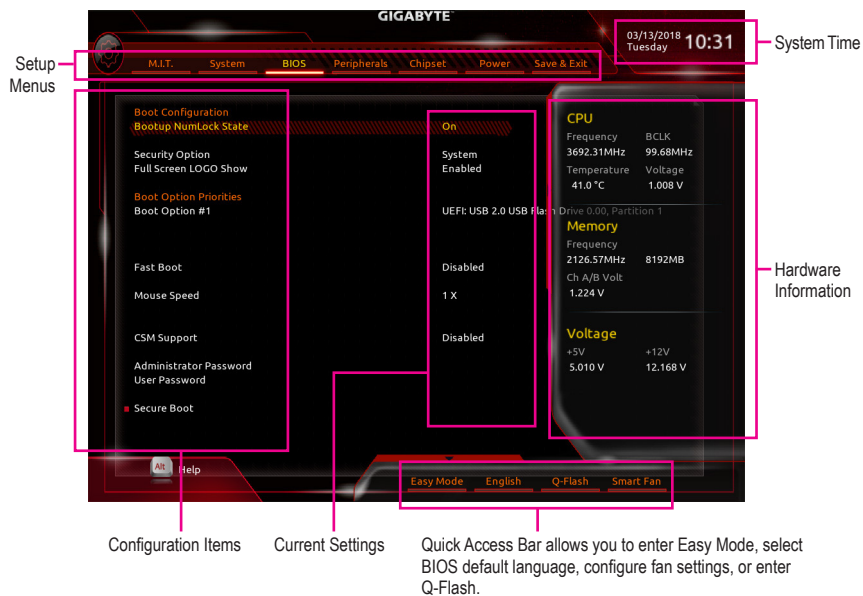 GIGABYTE™
03/13/2018
Tuesday
10:31
System Time
Setup
Menus
M.I.T. System BIOS Peripherals Chipset Power Save & Exit
Boot Configuration
Bootup NumLock State On
Security Option System
Full Screen LOGO Show Enabled
Boot Option Priorities
Boot Option #1 UEFI: USB 2.0 USB Flash Drive 0.00, Partition 1
Fast Boot Disabled
Mouse Speed 1 X
CSM Support Disabled
Administrator Password
User Password
Secure Boot
CPU
Frequency BCLK
3692.31MHz 99.68MHz
Temperature Voltage
41.0 °C 1.008 V
Memory
Frequency
2126.57MHz 8192MB
Ch A/B Volt
1.224 V
Voltage
+5V +12V
5.010 V 12.168 V
Hardware
Information
Alt Help
Easy Mode English Q-Flash Smart Fan
Configuration Items
Current Settings
Quick Access Bar allows you to enter Easy Mode, select
BIOS default language, configure fan settings, or enter
Q-Flash.